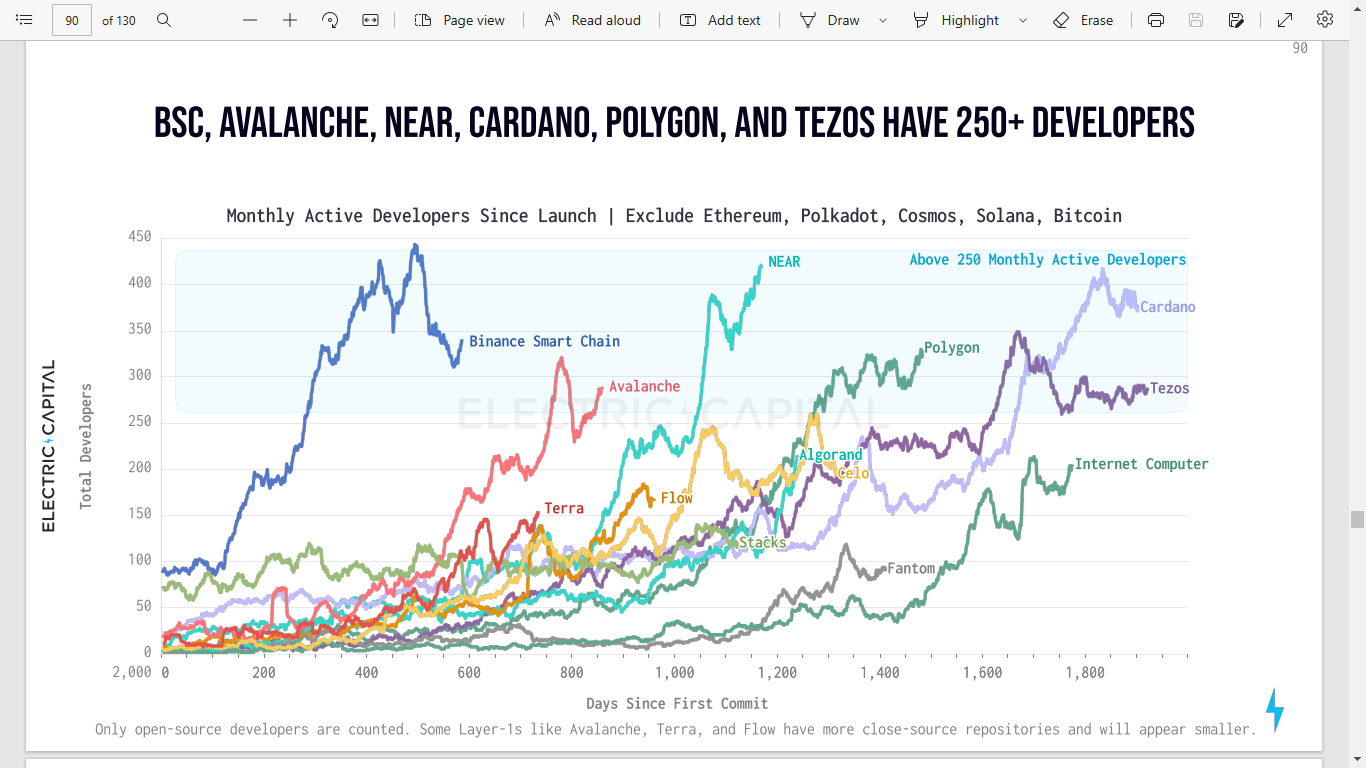 90 of 130 Page view Read aloud Add text Draw Highlight Erase
90
BSC, AVALANCHE, NEAR, CARDANO, POLYGON, AND TEZOS HAVE 250+ DEVELOPERS
Monthly Active Developers Since Launch | Exclude Ethereum, Polkadot, Cosmos, Solana, Bitcoin
450
400
350
300
250
200
150
100
50
0
Total Developers
ELECTRIC CAPITAL
ELECTRIC CAPITAL
Above 250 Monthly Active Developers
NEAR
Cardano
Binance Smart Chain
Polygon
Avalanche
Tezos
Algorand
Internet Computer
Celo
Flow
Terra
Stacks
Fantom
2,000 0 200 400 600 800 1,000 1,200 1,400 1,600 1,800
Days Since First Commit
Only open-source developers are counted. Some Layer-1s like Avalanche, Terra, and Flow have more close-source repositories and will appear smaller.